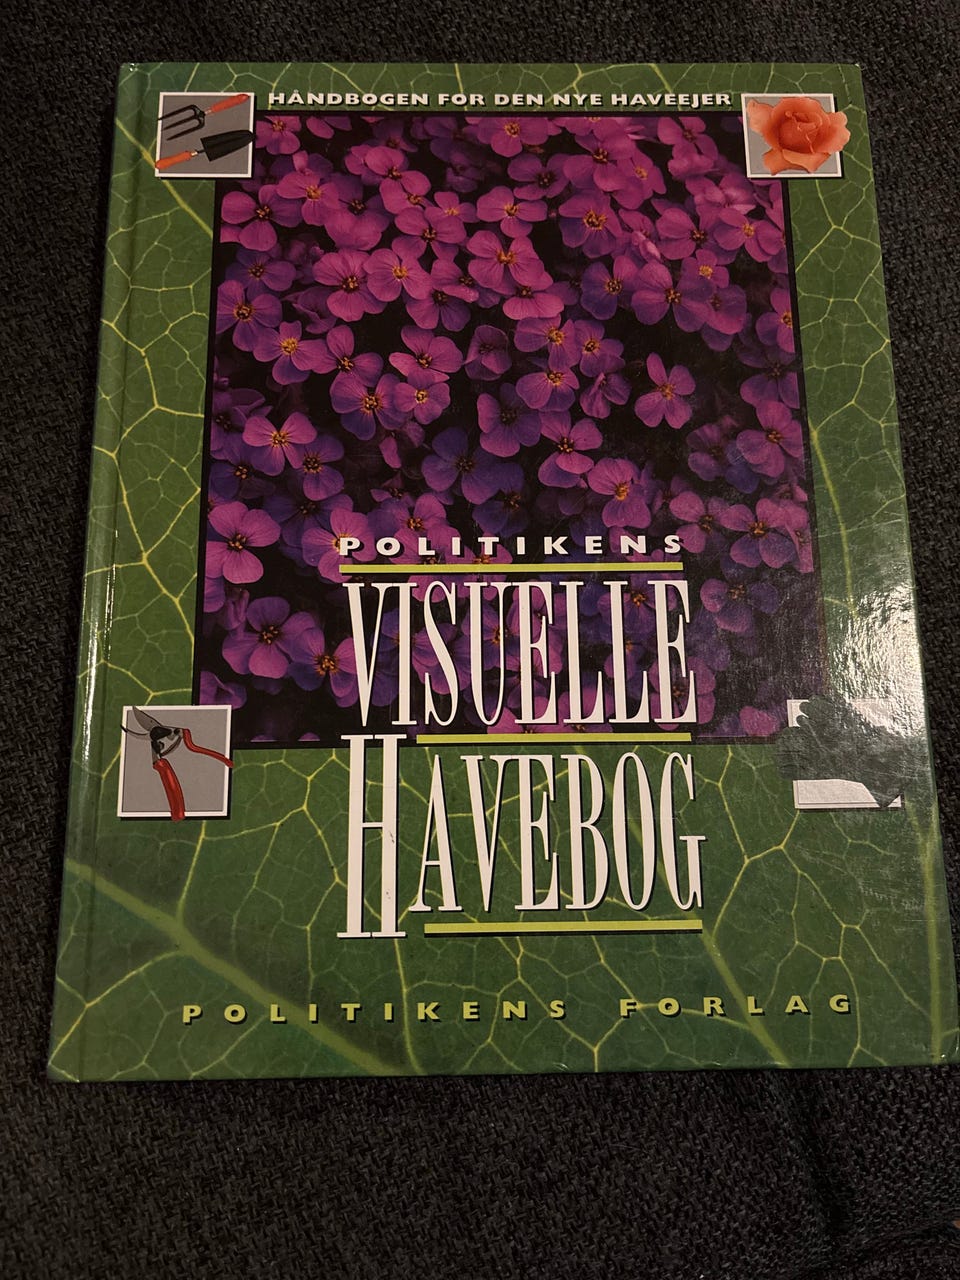 HÅNDBOGEN FOR DEN NYE HAVEEJER
POLITIKENS
VISUELLE
HAVEBOG
POLITIKENS FORLAG